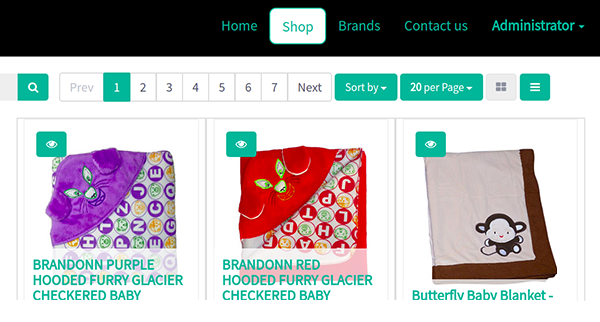 Home Shop Brands Contact us Administrator
Prev 1 2 3 4 5 6 7 Next Sort by 20 per Page
BRANDONN PURPLE
HOODED FURRY GLACIER
CHECKERED BABY
BRANDONN RED
HOODED FURRY GLACIER
CHECKERED BABY
Butterfly Baby Blanket -